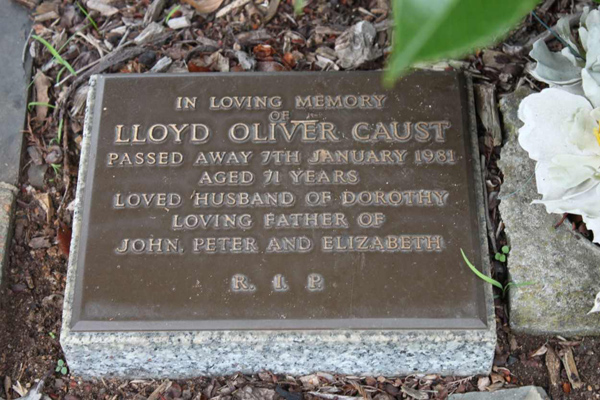 IN LOVING MEMORY
OF
LLOYD OLIVER CAUST
PASSED AWAY 7TH JANUARY 1981
AGED 71 YEARS
LOVED HUSBAND OF DOROTHY
LOVING FATHER OF
JOHN, PETER AND ELIZABETH
R. I. P.